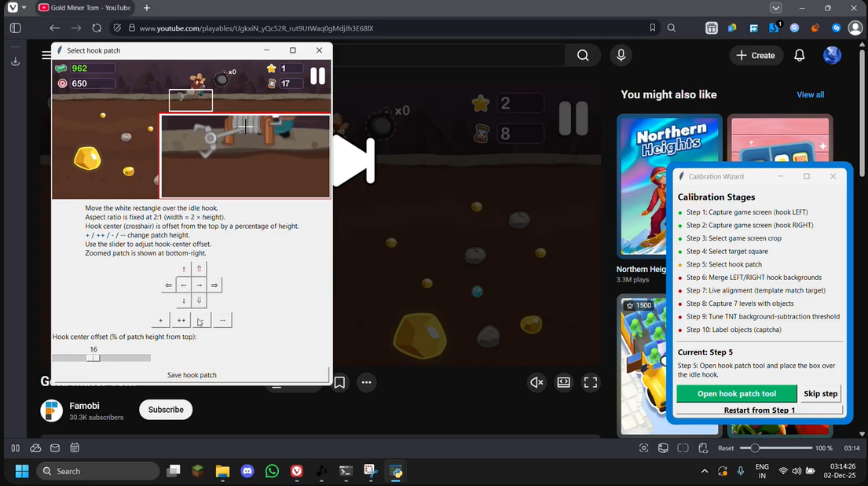 Gold Miner Tom - YouTube
www.youtube.com/playables/UgkxiN_yQc52R_rut9UtWaq0gMdjIh3E68lX
Select hook patch
962
650
x0
1
17
Move the white rectangle over the idle hook.
Aspect ratio is fixed at 2:1 (width = 2 × height).
Hook center (crosshair) is offset from the top by a percentage of height.
+ / ++ / - / -- change patch height.
Use the slider to adjust hook-center offset.
Zoomed patch is shown at bottom-right.
↑ ⇑
⇐ ← → ⇒
↓ ⇓
+ ++ - --
Hook center offset (% of patch height from top):
16
Save hook patch
x0
2
8
Create
You might also like
View all
Northern Heights
Northern Heig
3.3M plays
1500
Calibration Wizard
Calibration Stages
Step 1: Capture game screen (hook LEFT)
Step 2: Capture game screen (hook RIGHT)
Step 3: Select game screen crop
Step 4: Select target square
Step 5: Select hook patch
Step 6: Merge LEFT/RIGHT hook backgrounds
Step 7: Live alignment (template match target)
Step 8: Capture 7 levels with objects
Step 9: Tune TNT background-subtraction threshold
Step 10: Label objects (captcha)
Current: Step 5
Step 5: Open hook patch tool and place the box over
the idle hook.
Open hook patch tool
Skip step
Restart from Step 1
Famobi
30.3K subscribers
Subscribe
Reset
100 %
03:14
Search
ENG
IN
03:14:26
02-Dec-25